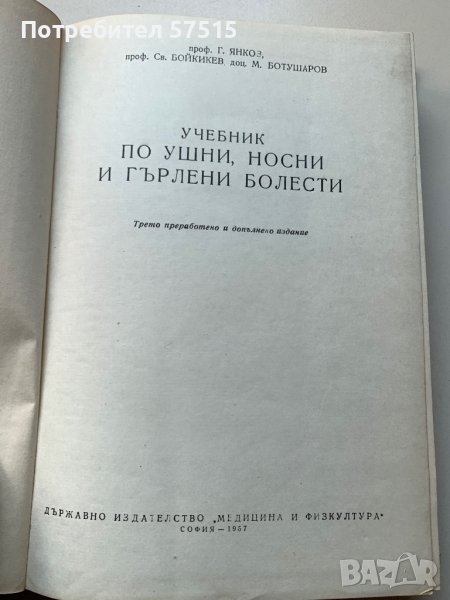 Потребител 57515
проф. Г. ЯНКОВ,
проф. Св. БОЙКИКЕВ, доц. М. БОТУШАРОВ
УЧЕБНИК
ПО УШНИ, НОСНИ
И ГЪРЛЕНИ БОЛЕСТИ
Трето преработено и допълнено издание
ДЪРЖАВНО ИЗДАТЕЛСТВО „МЕДИЦИНА И ФИЗКУЛТУРА“
СОФИЯ — 1957
BAZAR